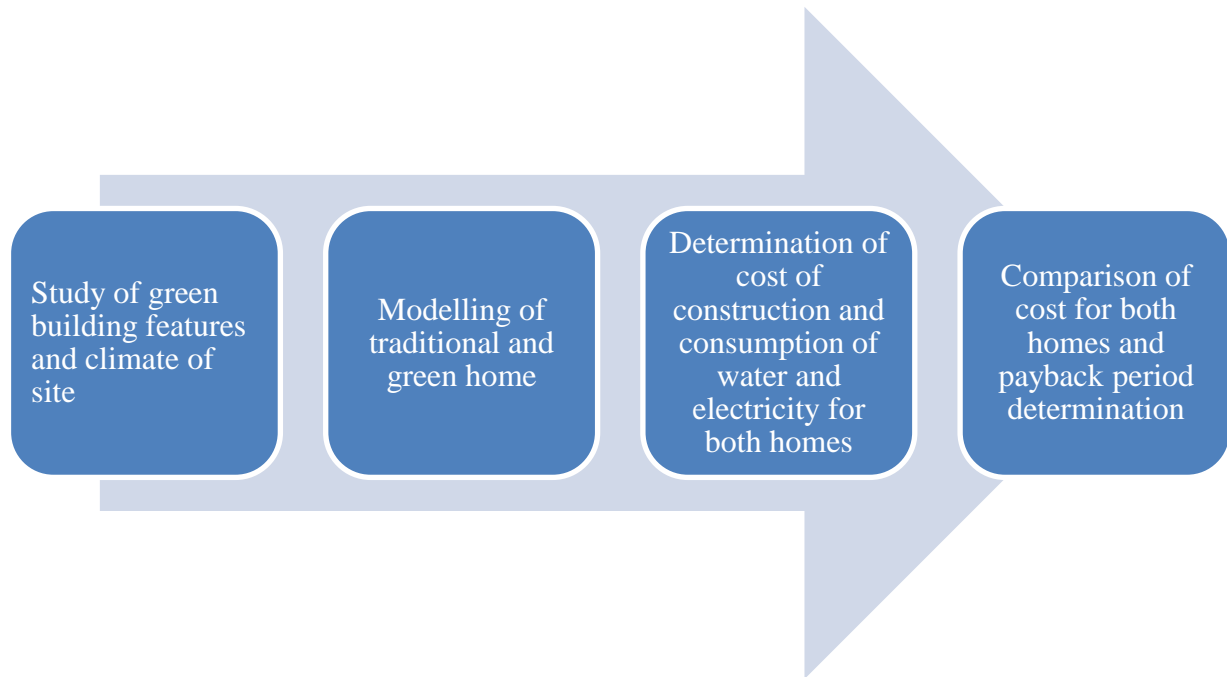 Study of green
building features
and climate of
site
Modelling of
traditional and
green home
Determination of
cost of
construction and
consumption of
water and
electricity for
both homes
Comparison of
cost for both
homes and
payback period
determination